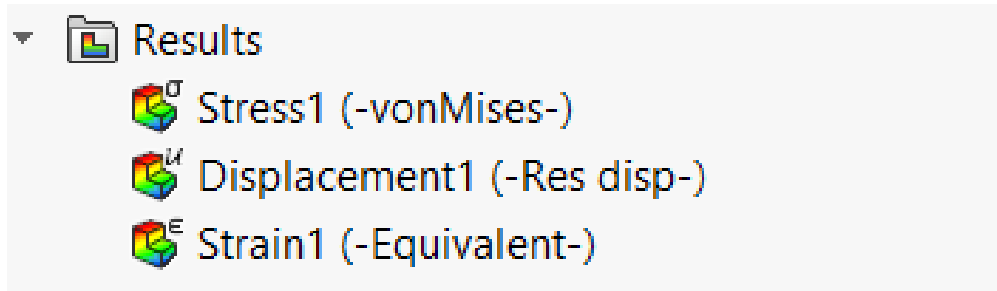 Results
σ
Stress1 (-vonMises-)
u
Displacement1 (-Res disp-)
ε
Strain1 (-Equivalent-)